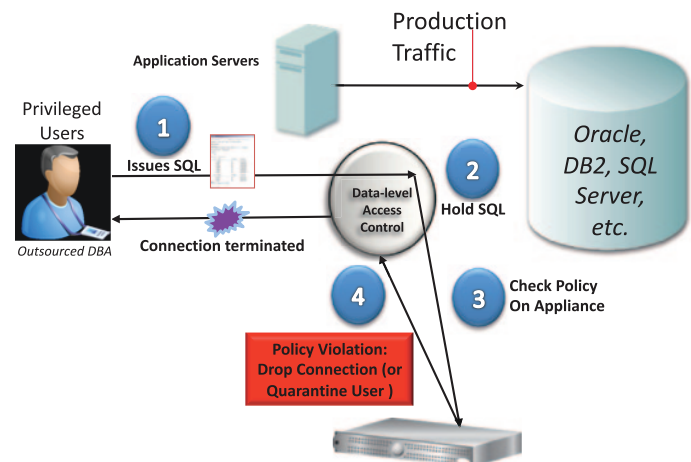 Production
Traffic
Application Servers
Privileged
Users
1
Issues SQL
Oracle,
DB2, SQL
Server,
etc.
2
Hold SQL
Data-level
Access
Control
Connection terminated
Outsourced DBA
4
3
Check Policy
On Appliance
Policy Violation:
Drop Connection (or
Quarantine User )